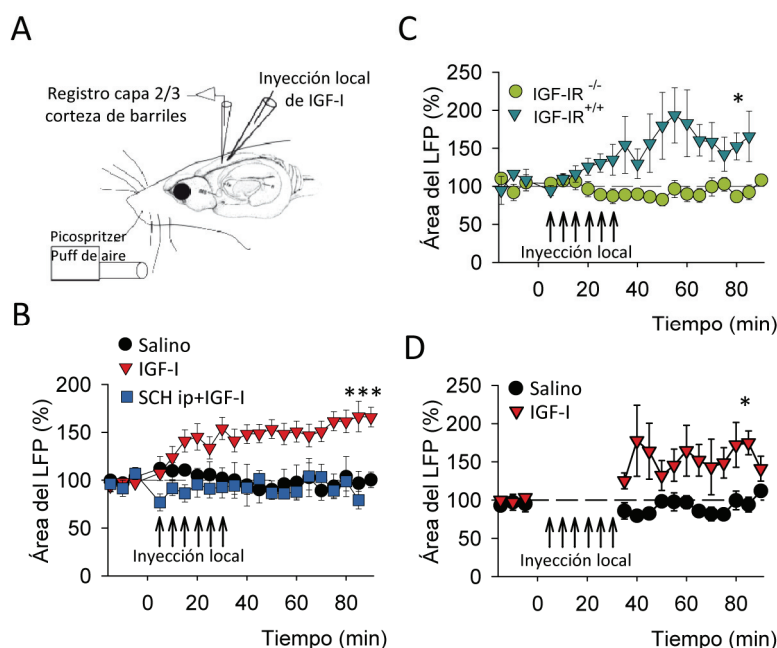 A
Registro capa 2/3
corteza de barriles
Inyección local
de IGF-I
Picospritzer
Puff de aire
B
Salino
IGF-I
SCH ip+IGF-I
Área del LFP (%)
200
150
100
50
0
***
Inyección local
0 20 40 60 80
Tiempo (min)
C
IGF-IR -/-
IGF-IR +/+
Área del LFP (%)
250
200
150
100
50
0
*
Inyección local
0 20 40 60 80
Tiempo (min)
D
Salino
IGF-I
Área del LFP (%)
250
200
150
100
50
0
*
Inyección local
0 20 40 60 80
Tiempo (min)